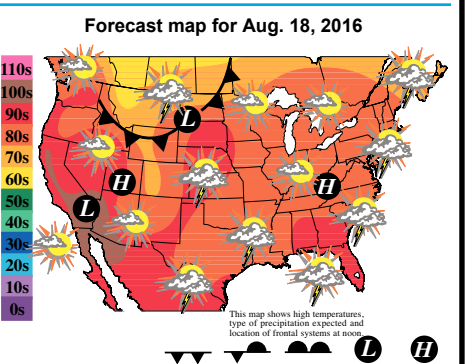 Forecast map for Aug. 18, 2016
110s
100s
90s
80s
70s
60s
50s
40s
30s
20s
10s
0s
L
H
H
L
This map shows high temperatures,
type of precipitation expected and
location of frontal systems at noon.
L H